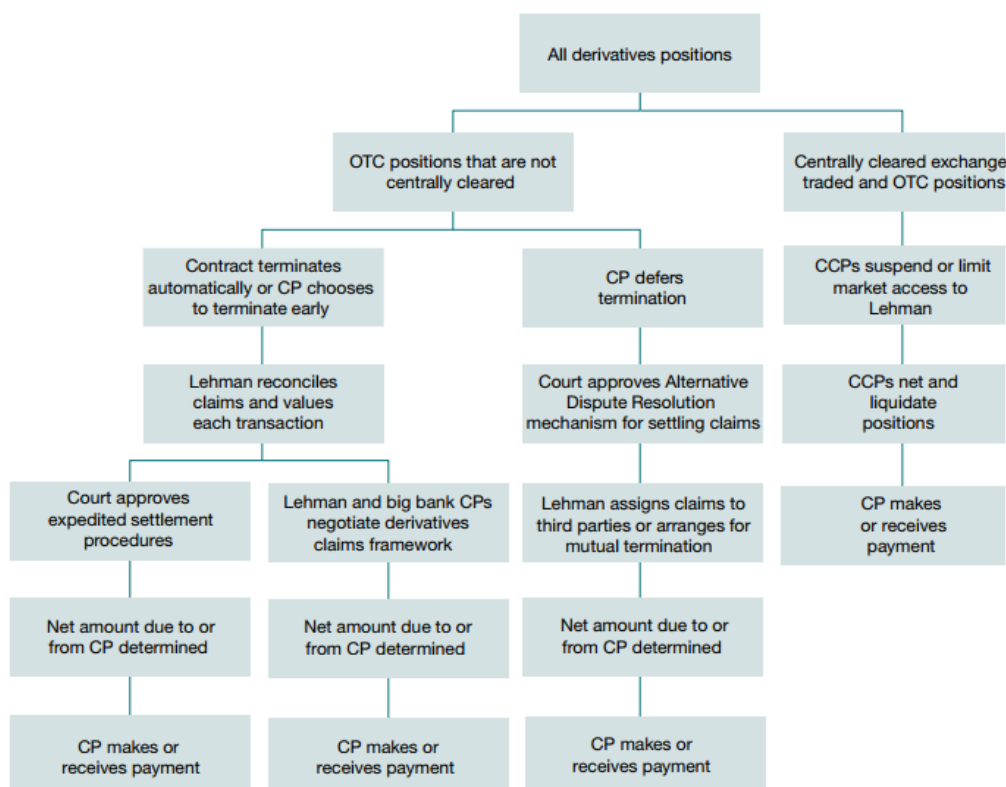 All derivatives positions
OTC positions that are not
centrally cleared
Centrally cleared exchange
traded and OTC positions
Contract terminates
automatically or CP chooses
to terminate early
CP defers
termination
CCPs suspend or limit
market access to
Lehman
Lehman reconciles
claims and values
each transaction
Court approves Alternative
Dispute Resolution
mechanism for settling claims
CCPs net and
liquidate
positions
Court approves
expedited settlement
procedures
Lehman and big bank CPs
negotiate derivatives
claims framework
Lehman assigns claims to
third parties or arranges for
mutual termination
CP makes
or receives
payment
Net amount due to or
from CP determined
Net amount due to or
from CP determined
Net amount due to or
from CP determined
CP makes or
receives payment
CP makes or
receives payment
CP makes or
receives payment